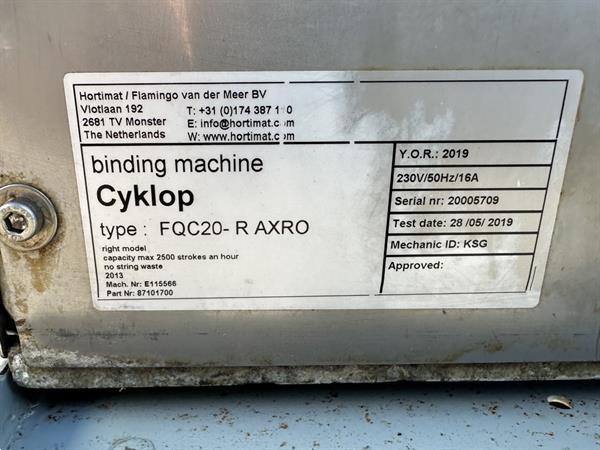 Hortimat / Flamingo van der Meer BV
Vlotlaan 192 T: +31 (0)174 387 1 0
2681 TV Monster E: info@hortimat.com
The Netherlands W: www.hortimat.com
binding machine
Cyklop
type : FQC20- R AXRO
right model
capacity max 2500 strokes an hour
no string waste
2013
Mach. Nr: E115566
Part Nr: 87101700
Y.O.R.: 2019
230V/50Hz/16A
Serial nr: 20005709
Test date: 28 /05/ 2019
Mechanic ID: KSG
Approved: